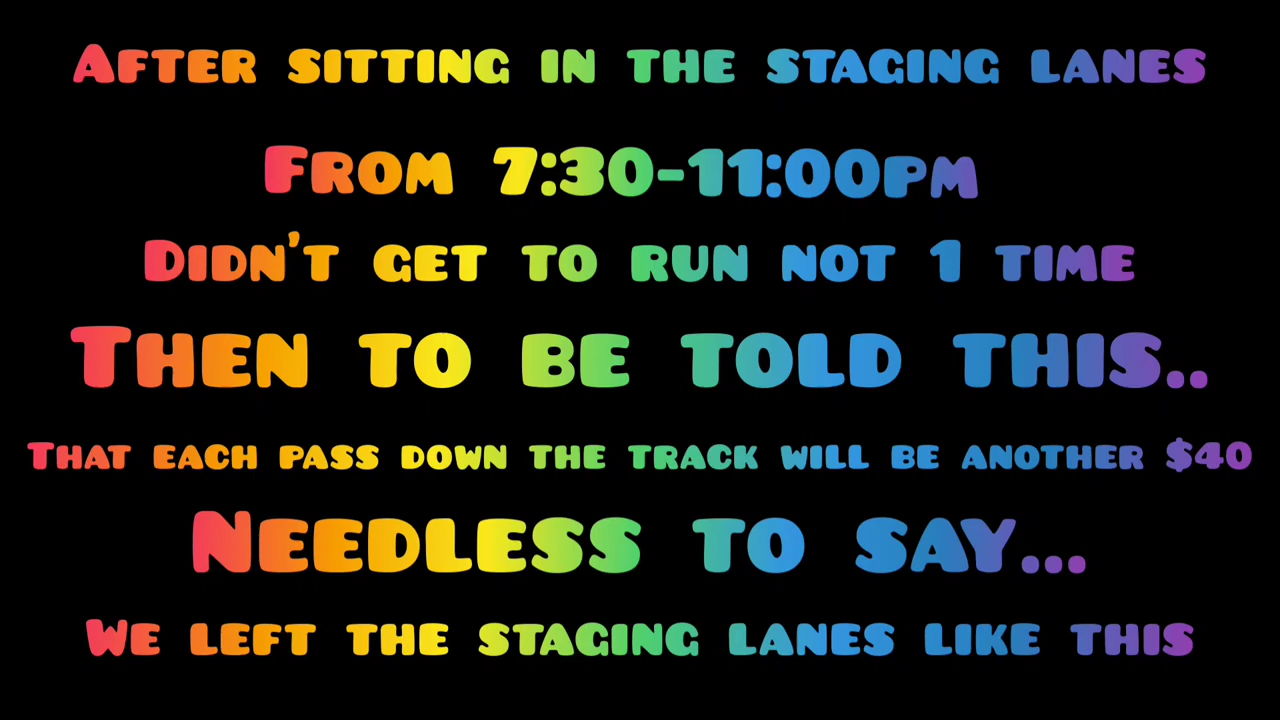 After sitting in the staging lanes
From 7:30-11:00pm
Didn't get to run not 1 time
Then to be told this..
That each pass down the track will be another $40
Needless to say...
We left the staging lanes like this